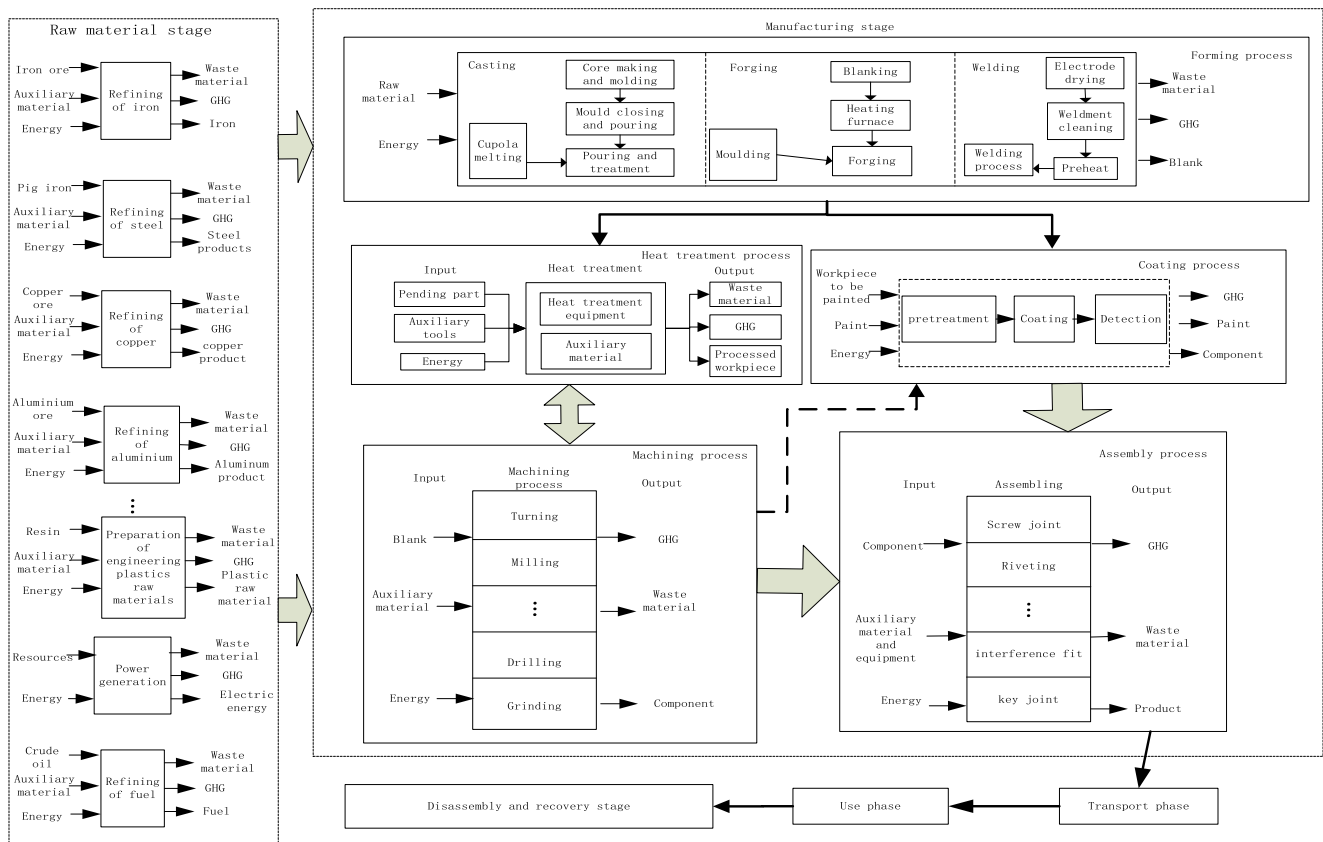 Raw material stage
Iron ore
Auxiliary
material
Energy
Refining
of iron
Waste
material
GHG
Iron
Pig iron
Auxiliary
material
Energy
Refining
of steel
Waste
material
GHG
Steel
products
Copper
ore
Auxiliary
material
Energy
Refining
of
copper
Waste
material
GHG
copper
product
Aluminium
ore
Auxiliary
material
Energy
Refining
of
aluminium
Waste
material
GHG
Aluminum
product
Resin
Auxiliary
material
Energy
Preparation
of
engineering
plastics
raw
materials
Waste
material
GHG
Plastic
raw
material
Resources
Energy
Power
generation
Waste
material
GHG
Electric
energy
Crude
oil
Auxiliary
material
Energy
Refining
of fuel
Waste
material
GHG
Fuel
Manufacturing stage
Forming process
Raw
material
Energy
Casting
Core making
and molding
Mould closing
and pouring
Cupola
melting
Pouring and
treatment
Forging
Blanking
Heating
furnace
Moulding
Forging
Welding
Electrode
drying
Weldment
cleaning
Welding
process
Preheat
Waste
material
GHG
Blank
Heat treatment process
Input
Pending part
Auxiliary
tools
Energy
Heat treatment
Heat treatment
equipment
Auxiliary
material
Output
Waste
material
GHG
Processed
workpiece
Coating process
Workpiece
to be
painted
Paint
Energy
pretreatment
Coating
Detection
GHG
Paint
Component
Machining process
Input
Blank
Auxiliary
material
Energy
Machining
process
Turning
Milling
Drilling
Grinding
Output
GHG
Waste
material
Component
Assembly process
Input
Component
Auxiliary
material
and
equipment
Energy
Assembling
Screw joint
Riveting
interference fit
key joint
Output
GHG
Waste
material
Product
Disassembly and recovery stage
Use phase
Transport phase